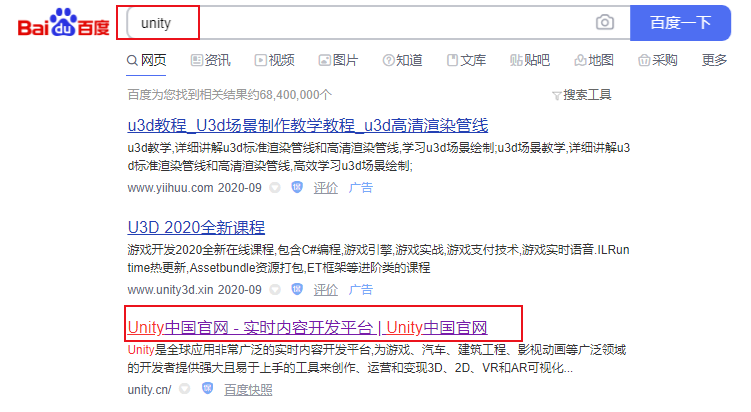 Bai du 百度 unity 百度一下
网页 资讯 视频 图片 知道 文库 贴吧 地图 采购 更多
百度为您找到相关结果约68,400,000个 搜索工具
u3d教程_U3d场景制作教学教程_u3d高清渲染管线
u3d教学,详细讲解u3d标准渲染管线和高清渲染管线,学习u3d场景绘制;u3d场景教学,详细讲解u3
d标准渲染管线和高清渲染管线,高效学习u3d场景绘制;
www.yiihuu.com 2020-09 评价 广告
U3D 2020全新课程
游戏开发2020全新在线课程,包含C#编程,游戏引擎,游戏实战,游戏支付技术,游戏实时语音.ILRun
time热更新,Assetbundle资源打包,ET框架等进阶类的课程
www.unity3d.xin 2020-09 评价 广告
Unity中国官网 - 实时内容开发平台 | Unity中国官网
Unity是全球应用非常广泛的实时内容开发平台,为游戏、汽车、建筑工程、影视动画等广泛领域
的开发者提供强大且易于上手的工具来创作、运营和变现3D、2D、VR和AR可视化...
unity.cn/ 百度快照